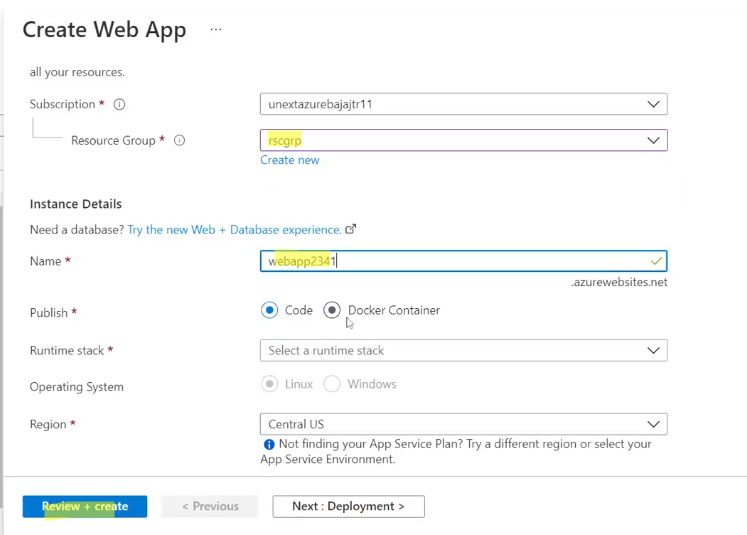 Create Web App ...
all your resources.
Subscription * unextazurebajajtr11
Resource Group * rscgrp
Create new
Instance Details
Need a database? Try the new Web + Database experience.
Name * webapp2341
.azurewebsites.net
Publish * Code Docker Container
Runtime stack * Select a runtime stack
Operating System Linux Windows
Region * Central US
Not finding your App Service Plan? Try a different region or select your
App Service Environment.
Review + create < Previous Next : Deployment >